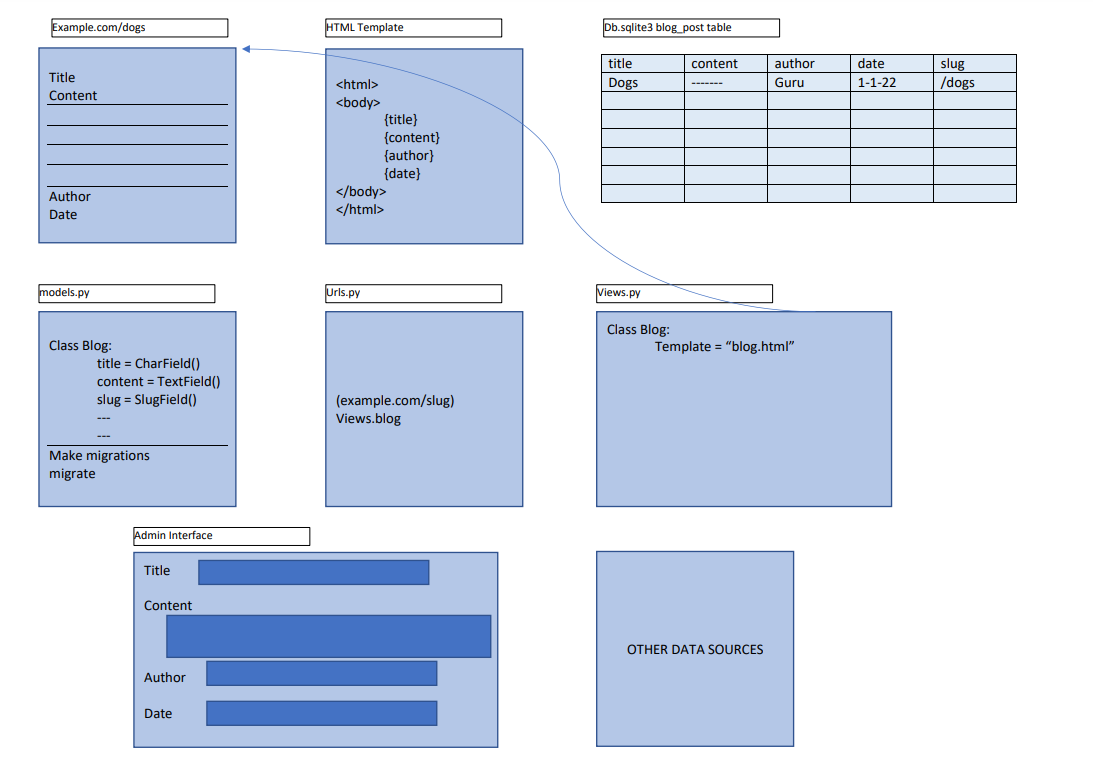 Example.com/dogs
Title
Content
Author
Date
HTML Template
<html>
<body>
{title}
{content}
{author}
{date}
</body>
</html>
Db.sqlite3 blog_post table
title content author date slug
Dogs ------- Guru 1-1-22 /dogs
models.py
Class Blog:
title = CharField()
content = TextField()
slug = SlugField()
---
---
Make migrations
migrate
Urls.py
(example.com/slug)
Views.blog
Views.py
Class Blog:
Template = “blog.html”
Admin Interface
Title
Content
Author
Date
OTHER DATA SOURCES